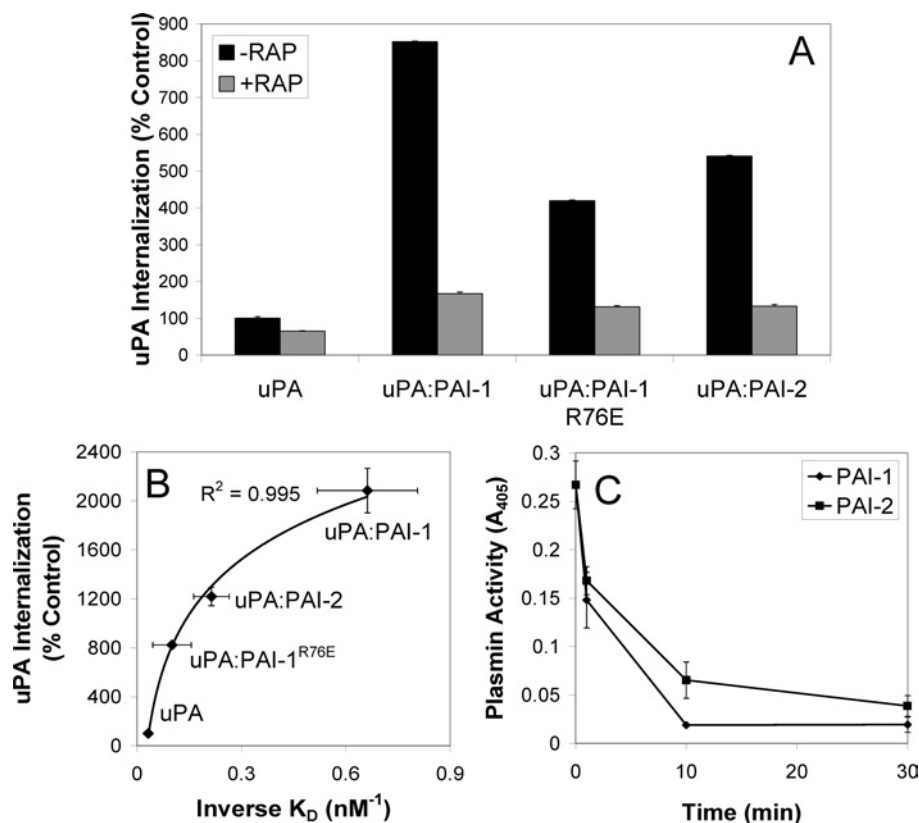 A
-RAP
+RAP
uPA Internalization (% Control)
900
800
700
600
500
400
300
200
100
0
uPA
uPA:PAI-1
uPA:PAI-1
R76E
uPA:PAI-2
B
R² = 0.995
uPA Internalization
(% Control)
2400
2000
1600
1200
800
400
0
uPA:PAI-1
uPA:PAI-2
uPA:PAI-1R76E
uPA
0
0.3
0.6
0.9
Inverse KD (nM⁻¹)
C
PAI-1
PAI-2
Plasmin Activity (A405)
0.3
0.25
0.2
0.15
0.1
0.05
0
0
10
20
30
Time (min)